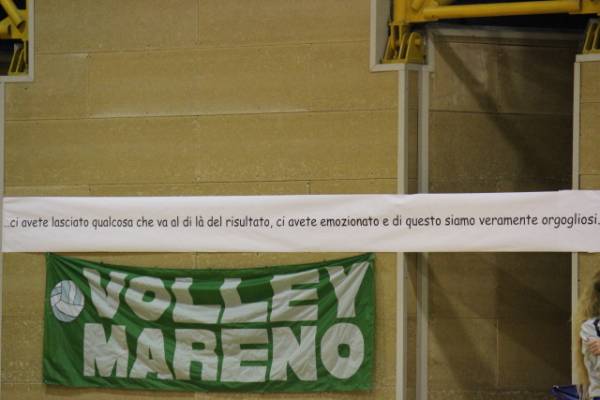 ...ci avete lasciato qualcosa che va al di là del risultato, ci avete emozionato e di questo siamo veramente orgogliosi.
VOLLEY
MARENO